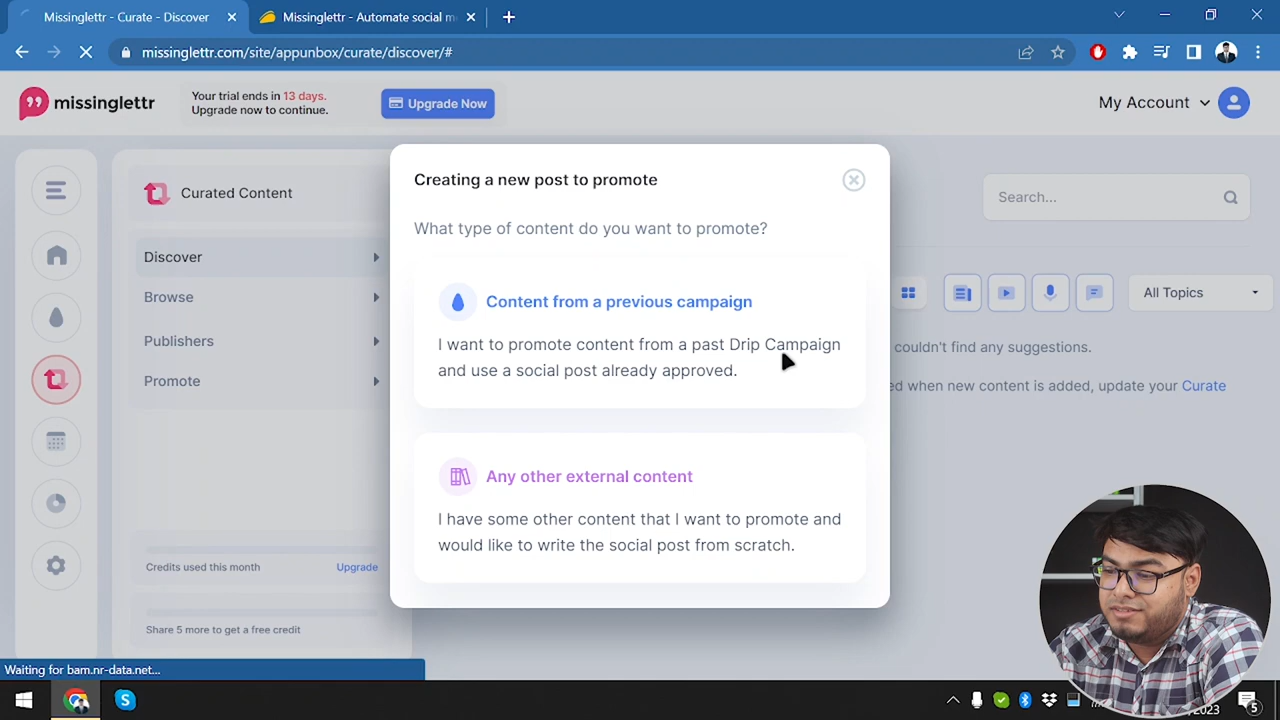 Missinglettr - Curate - Discover
Missinglettr - Automate social m
missinglettr.com/site/appunbox/curate/discover/#
missinglettr
Your trial ends in 13 days.
Upgrade now to continue.
Upgrade Now
My Account
Curated Content
Discover
Browse
Publishers
Promote
Credits used this month
Upgrade
Share 5 more to get a free credit
Creating a new post to promote
What type of content do you want to promote?
Content from a previous campaign
I want to promote content from a past Drip Campaign
and use a social post already approved.
Any other external content
I have some other content that I want to promote and
would like to write the social post from scratch.
Search...
All Topics
couldn't find any suggestions.
ed when new content is added, update your Curate
Waiting for bam.nr-data.net...
2023
5